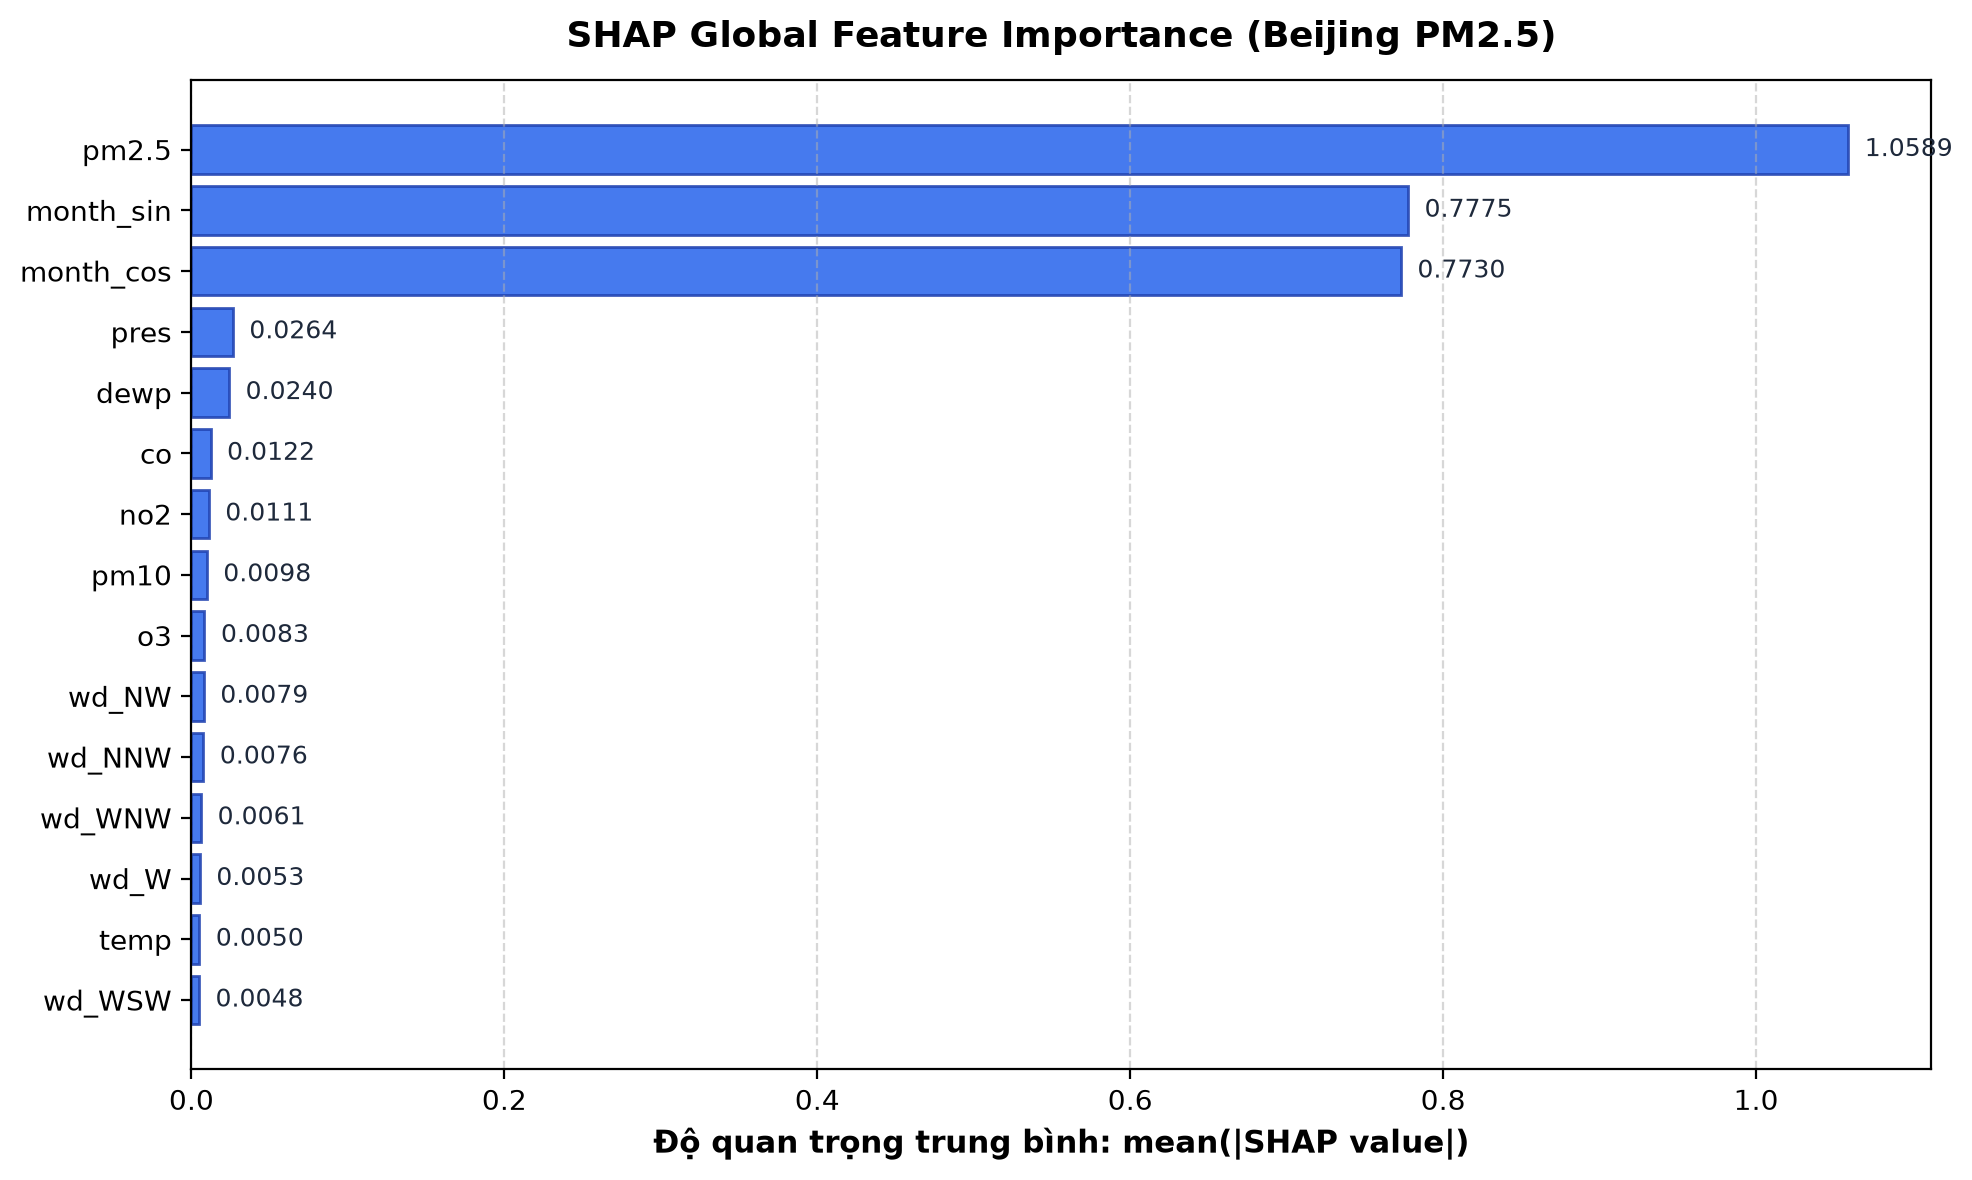 SHAP Global Feature Importance (Beijing PM2.5)
pm2.5 1.0589
month_sin 0.7775
month_cos 0.7730
pres 0.0264
dewp 0.0240
co 0.0122
no2 0.0111
pm10 0.0098
o3 0.0083
wd_NW 0.0079
wd_NNW 0.0076
wd_WNW 0.0061
wd_W 0.0053
temp 0.0050
wd_WSW 0.0048
0.0 0.2 0.4 0.6 0.8 1.0
Độ quan trọng trung bình: mean(|SHAP value|)